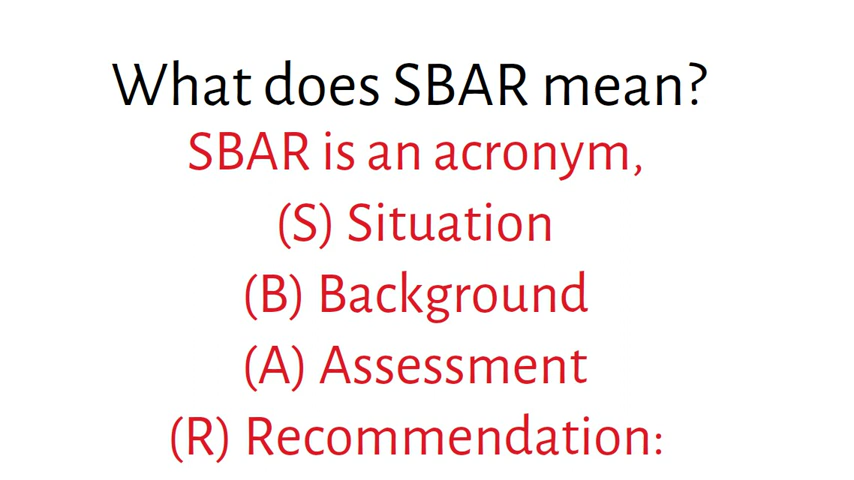 What does SBAR mean?
SBAR is an acronym,
(S) Situation
(B) Background
(A) Assessment
(R) Recommendation: